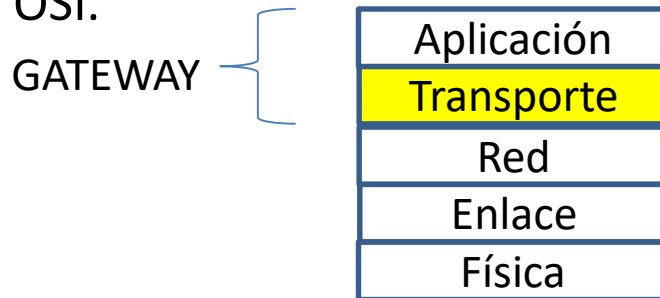 OSI.
GATEWAY
Aplicación
Transporte
Red
Enlace
Física